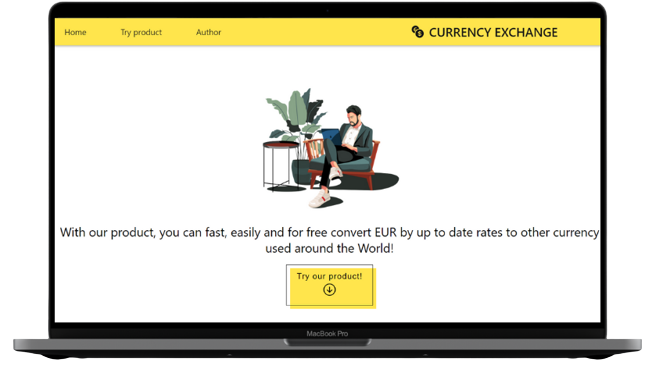 Home Try product Author CURRENCY EXCHANGE
With our product, you can fast, easily and for free convert EUR by up to date rates to other currency
used around the World!
Try our product!
MacBook Pro